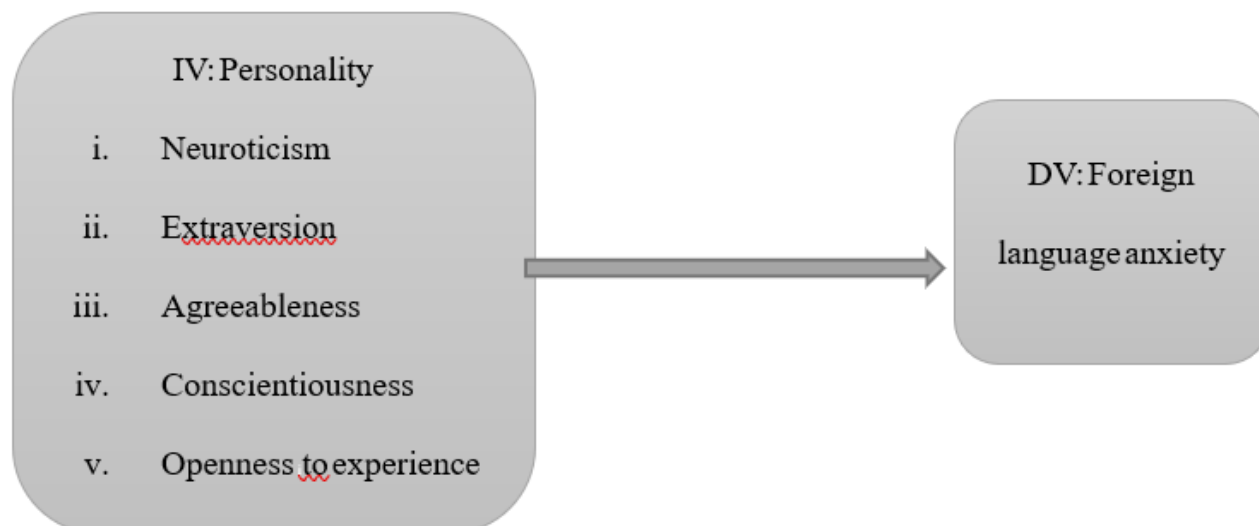 IV: Personality
i. Neuroticism
ii. Extraversion
iii. Agreeableness
iv. Conscientiousness
v. Openness to experience
DV: Foreign
language anxiety